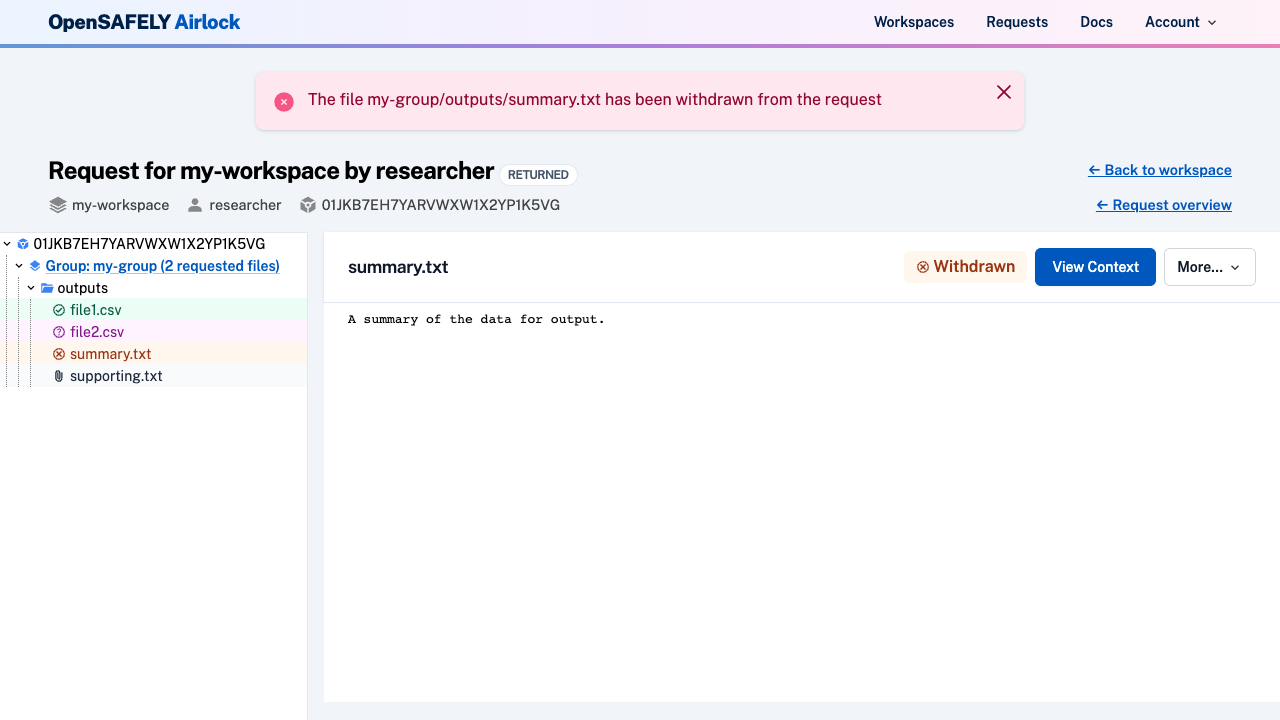 OpenSAFELY Airlock
Workspaces Requests Docs Account
The file my-group/outputs/summary.txt has been withdrawn from the request
Request for my-workspace by researcher RETURNED
← Back to workspace
my-workspace researcher 01JKB7EH7YARVWXW1X2YP1K5VG
← Request overview
01JKB7EH7YARVWXW1X2YP1K5VG
Group: my-group (2 requested files)
outputs
file1.csv
file2.csv
summary.txt
supporting.txt
summary.txt
Withdrawn
View Context
More...
A summary of the data for output.